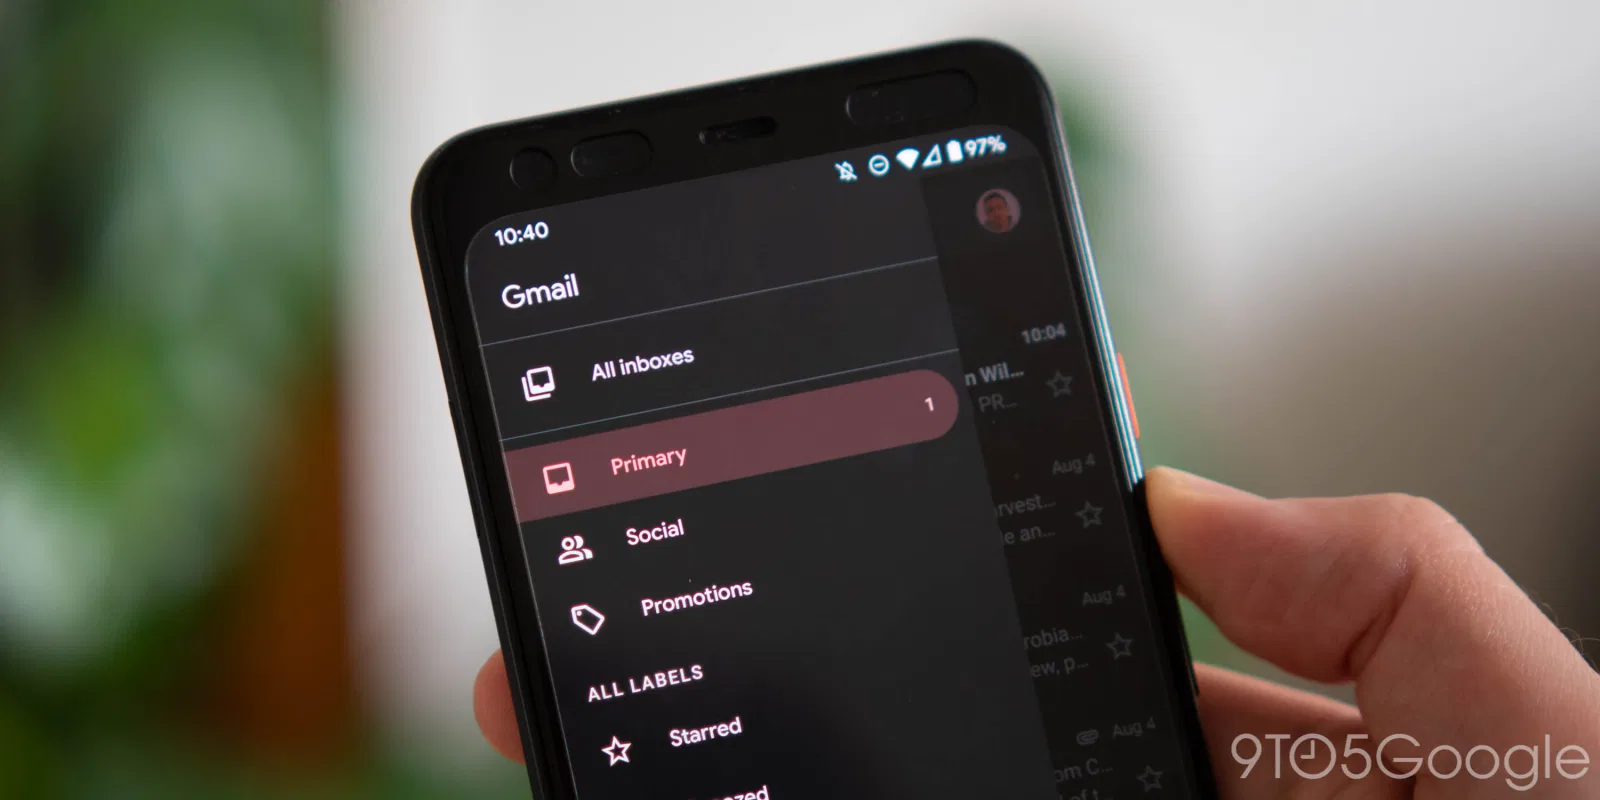 97%
10:40
Gmail
All inboxes
10:04
n Wil...
PR...
Primary
1
Aug 4
rvest...
e an...
Social
Promotions
Aug 4
robia...
ew, p...
ALL LABELS
Starred
Aug 4
om C...
9TO5Google